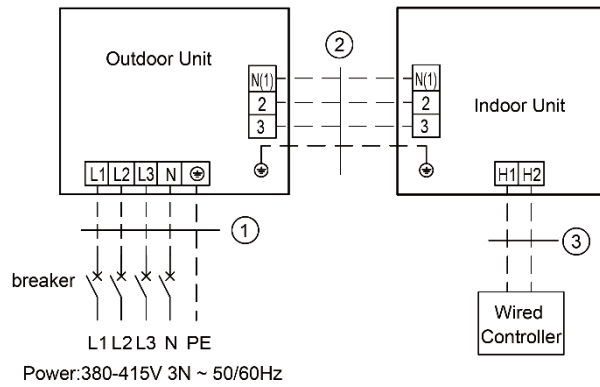 Outdoor Unit
N(1)
2
3
L1 L2 L3 N
2
N(1)
2
3
Indoor Unit
H1 H2
1
3
breaker
L1 L2 L3 N PE
Wired
Controller
Power:380-415V 3N ~ 50/60Hz